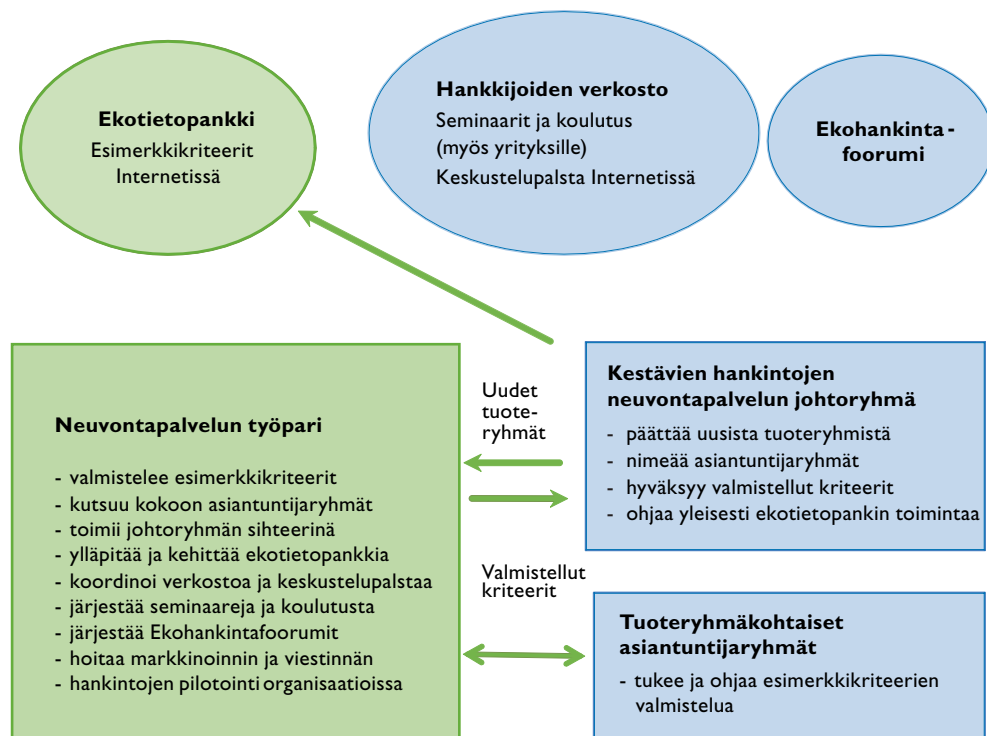 Ekotietopankki
Esimerkkikriteerit
Internetissä
Hankkijoiden verkosto
Seminaarit ja koulutus
(myös yrityksille)
Keskustelupalsta Internetissä
Ekohankinta-
foorumi
Neuvontapalvelun työpari
- valmistelee esimerkkikriteerit
- kutsuu kokoon asiantuntijaryhmät
- toimii johtoryhmän sihteerinä
- ylläpitää ja kehittää ekotietopankkia
- koordinoi verkostoa ja keskustelupalstaa
- järjestää seminaareja ja koulutusta
- järjestää Ekohankintafoorumit
- hoitaa markkinoinnin ja viestinnän
- hankintojen pilotointi organisaatioissa
Uudet
tuote-
ryhmät
Valmistellut
kriteerit
Kestävien hankintojen
neuvontapalvelun johtoryhmä
- päättää uusista tuoteryhmistä
- nimeää asiantuntijaryhmät
- hyväksyy valmistellut kriteerit
- ohjaa yleisesti ekotietopankin toimintaa
Tuoteryhmäkohtaiset
asiantuntijaryhmät
- tukee ja ohjaa esimerkkikriteerien
valmistelua